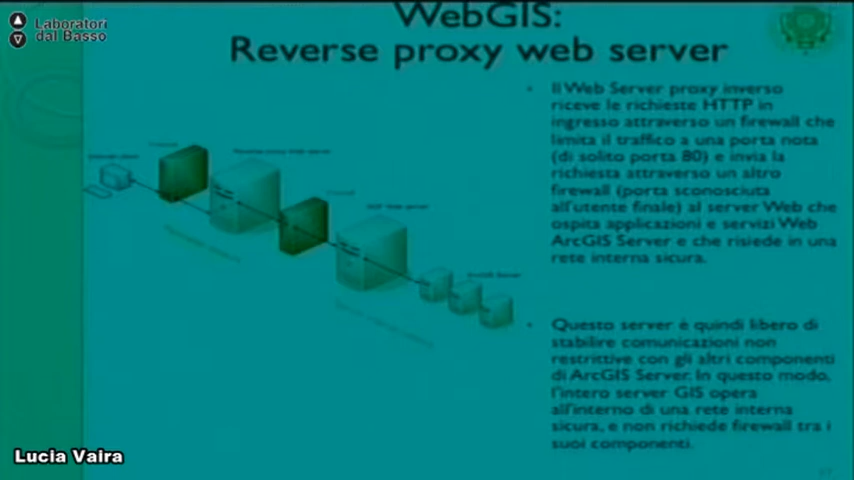 Laboratori
dal Basso
WebGIS:
Reverse proxy web server
Il Web Server proxy inverso
riceve le richieste HTTP in
ingresso attraverso un firewall che
limita il traffico a una porta nota
(di solito porta 80) e invia la
richiesta attraverso un altro
firewall (porta sconosciuta
all'utente finale) al server Web che
ospita applicazioni e servizi Web
ArcGIS Server e che risiede in una
rete interna sicura.
Questo server è quindi libero di
stabilire comunicazioni non
restrittive con gli altri componenti
di ArcGIS Server. In questo modo,
l'intero server GIS opera
all'interno di una rete interna
sicura, e non richiede firewall tra i
suoi componenti.
Lucia Vaira